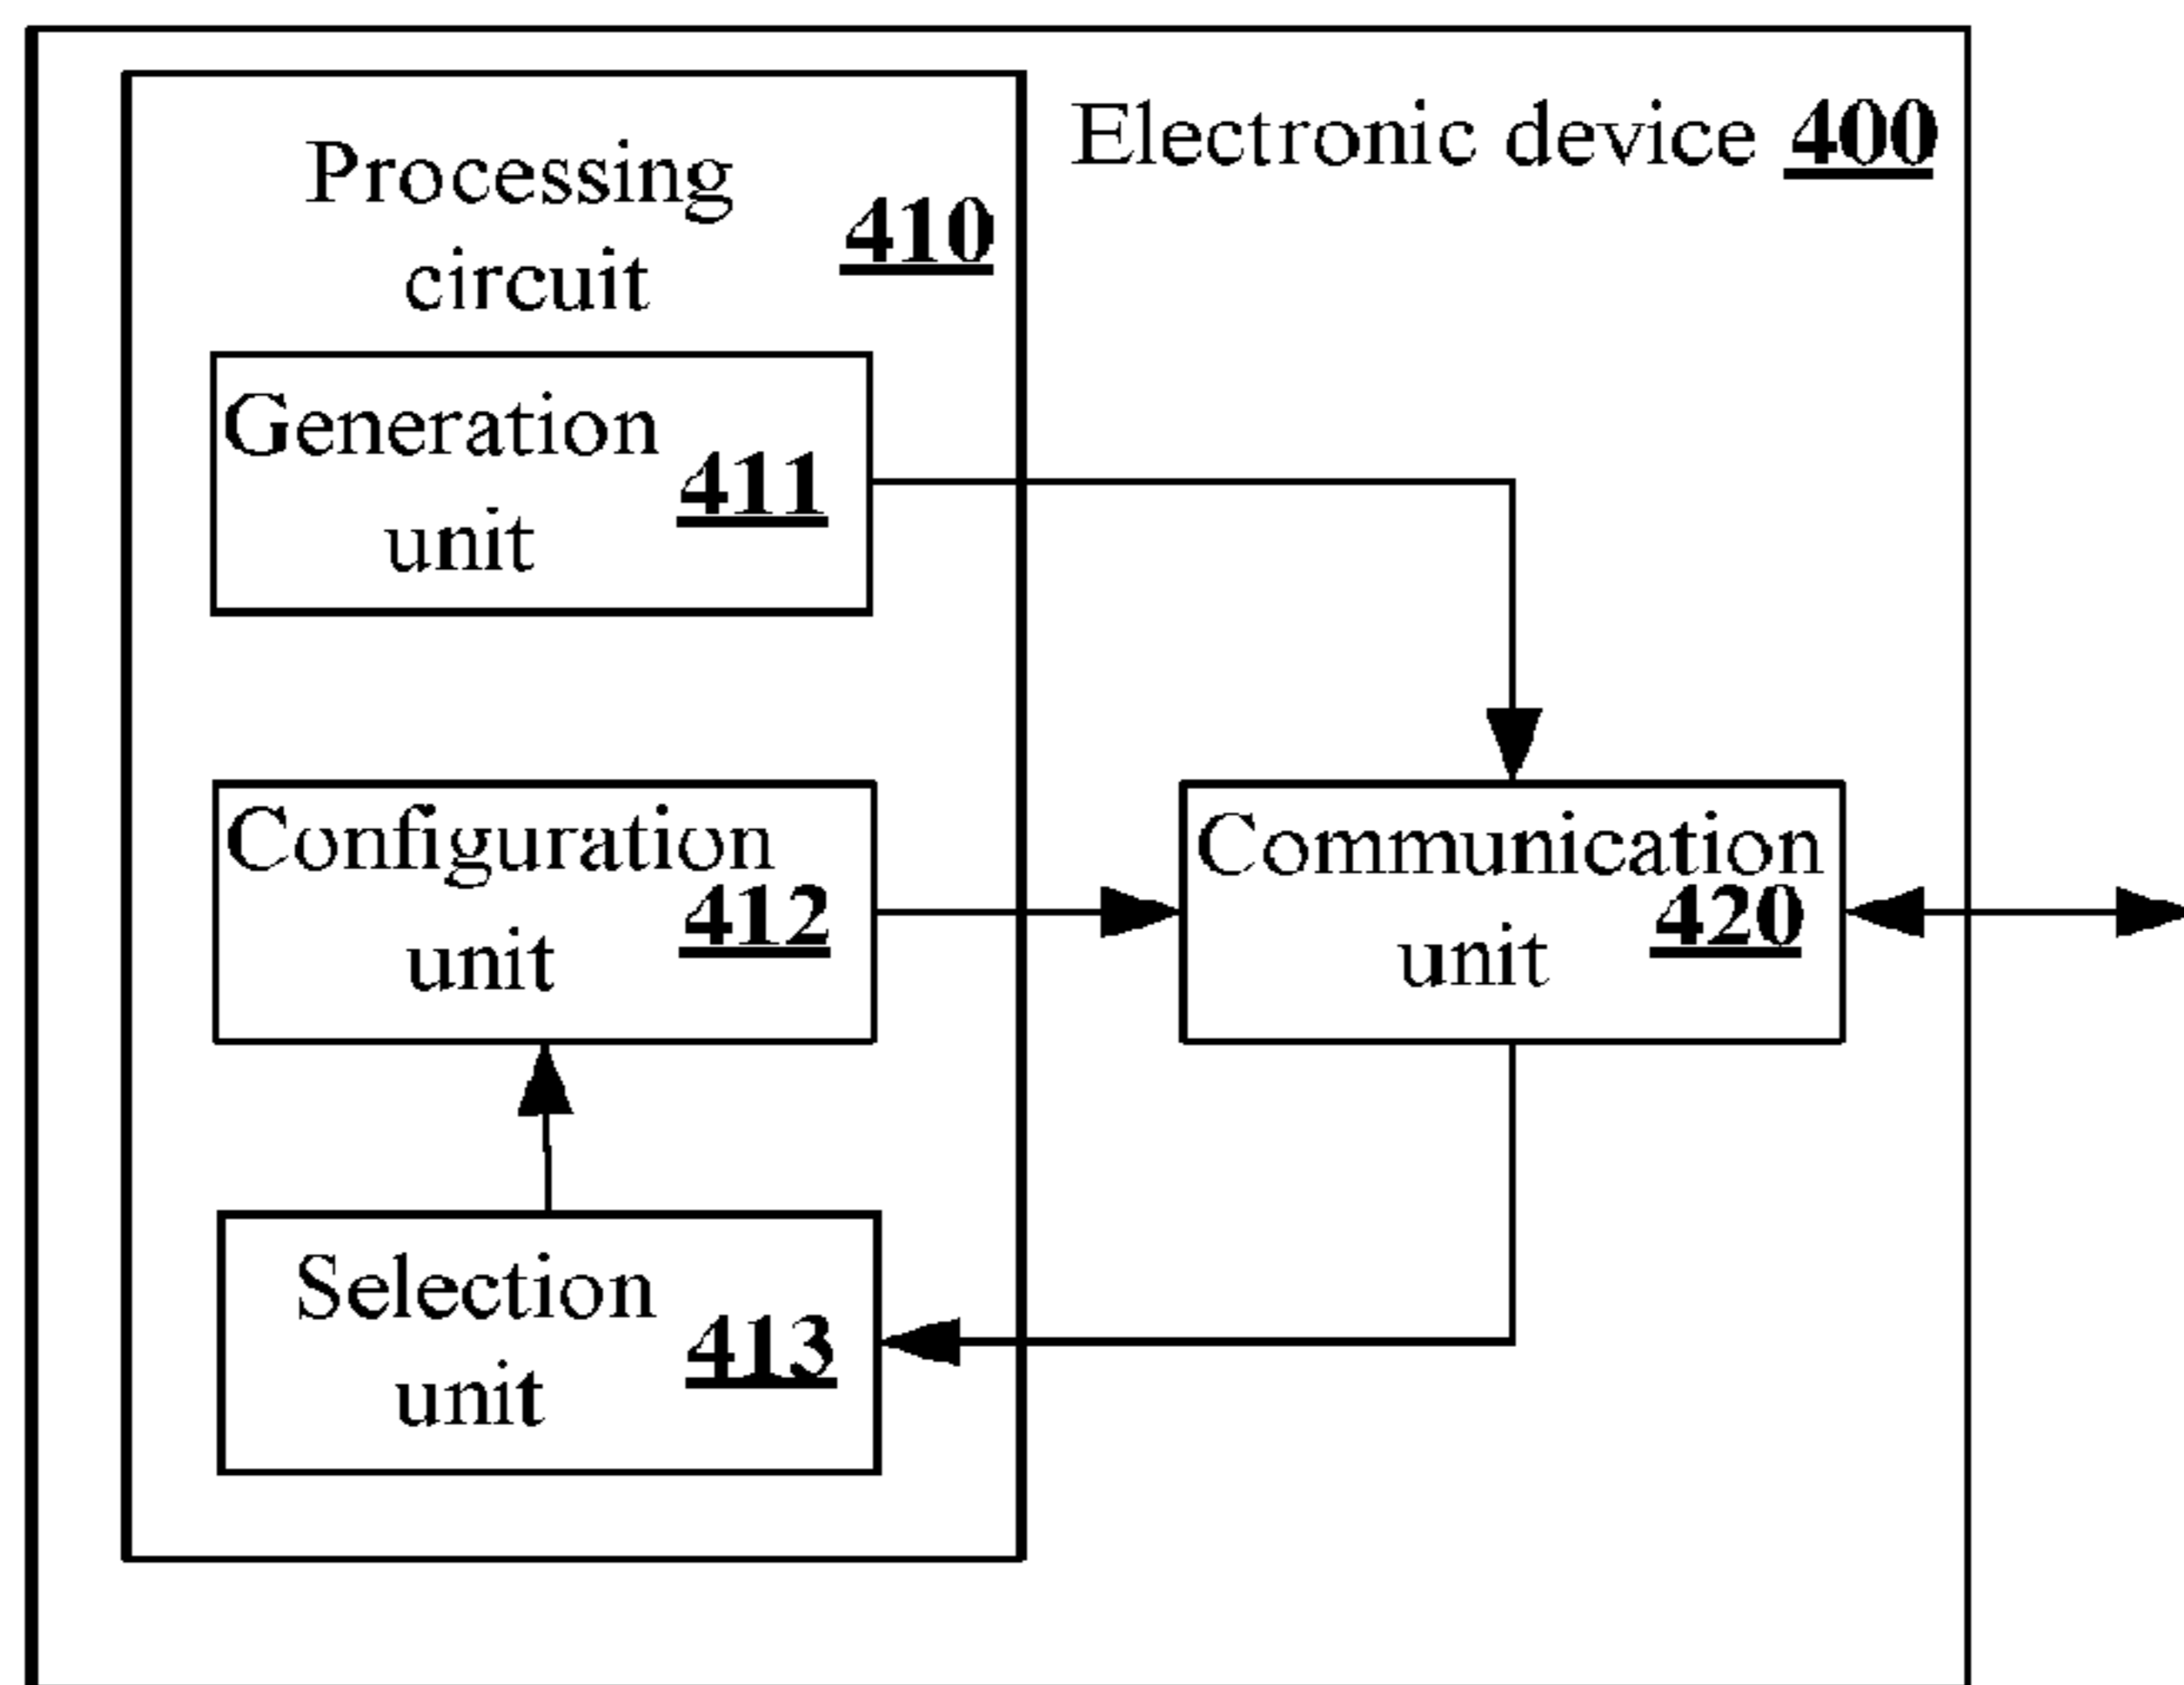 Electronic device 400
Processing
circuit 410
Generation
unit 411
Configuration
unit 412
Communication
unit 420
Selection
unit 413